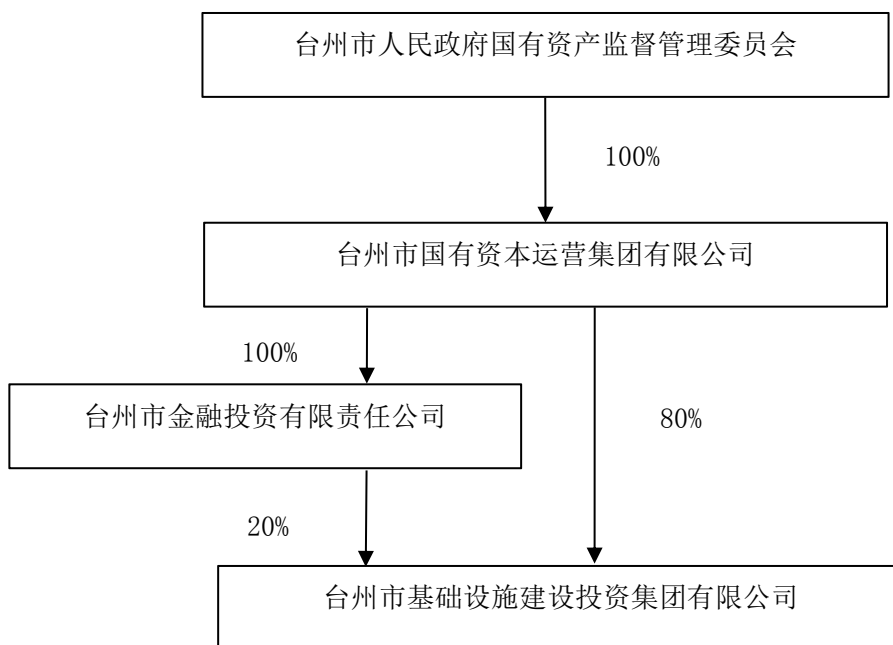 台州市人民政府国有资产监督管理委员会
100%
台州市国有资本运营集团有限公司
100%
台州市金融投资有限责任公司
80%
20%
台州市基础设施建设投资集团有限公司